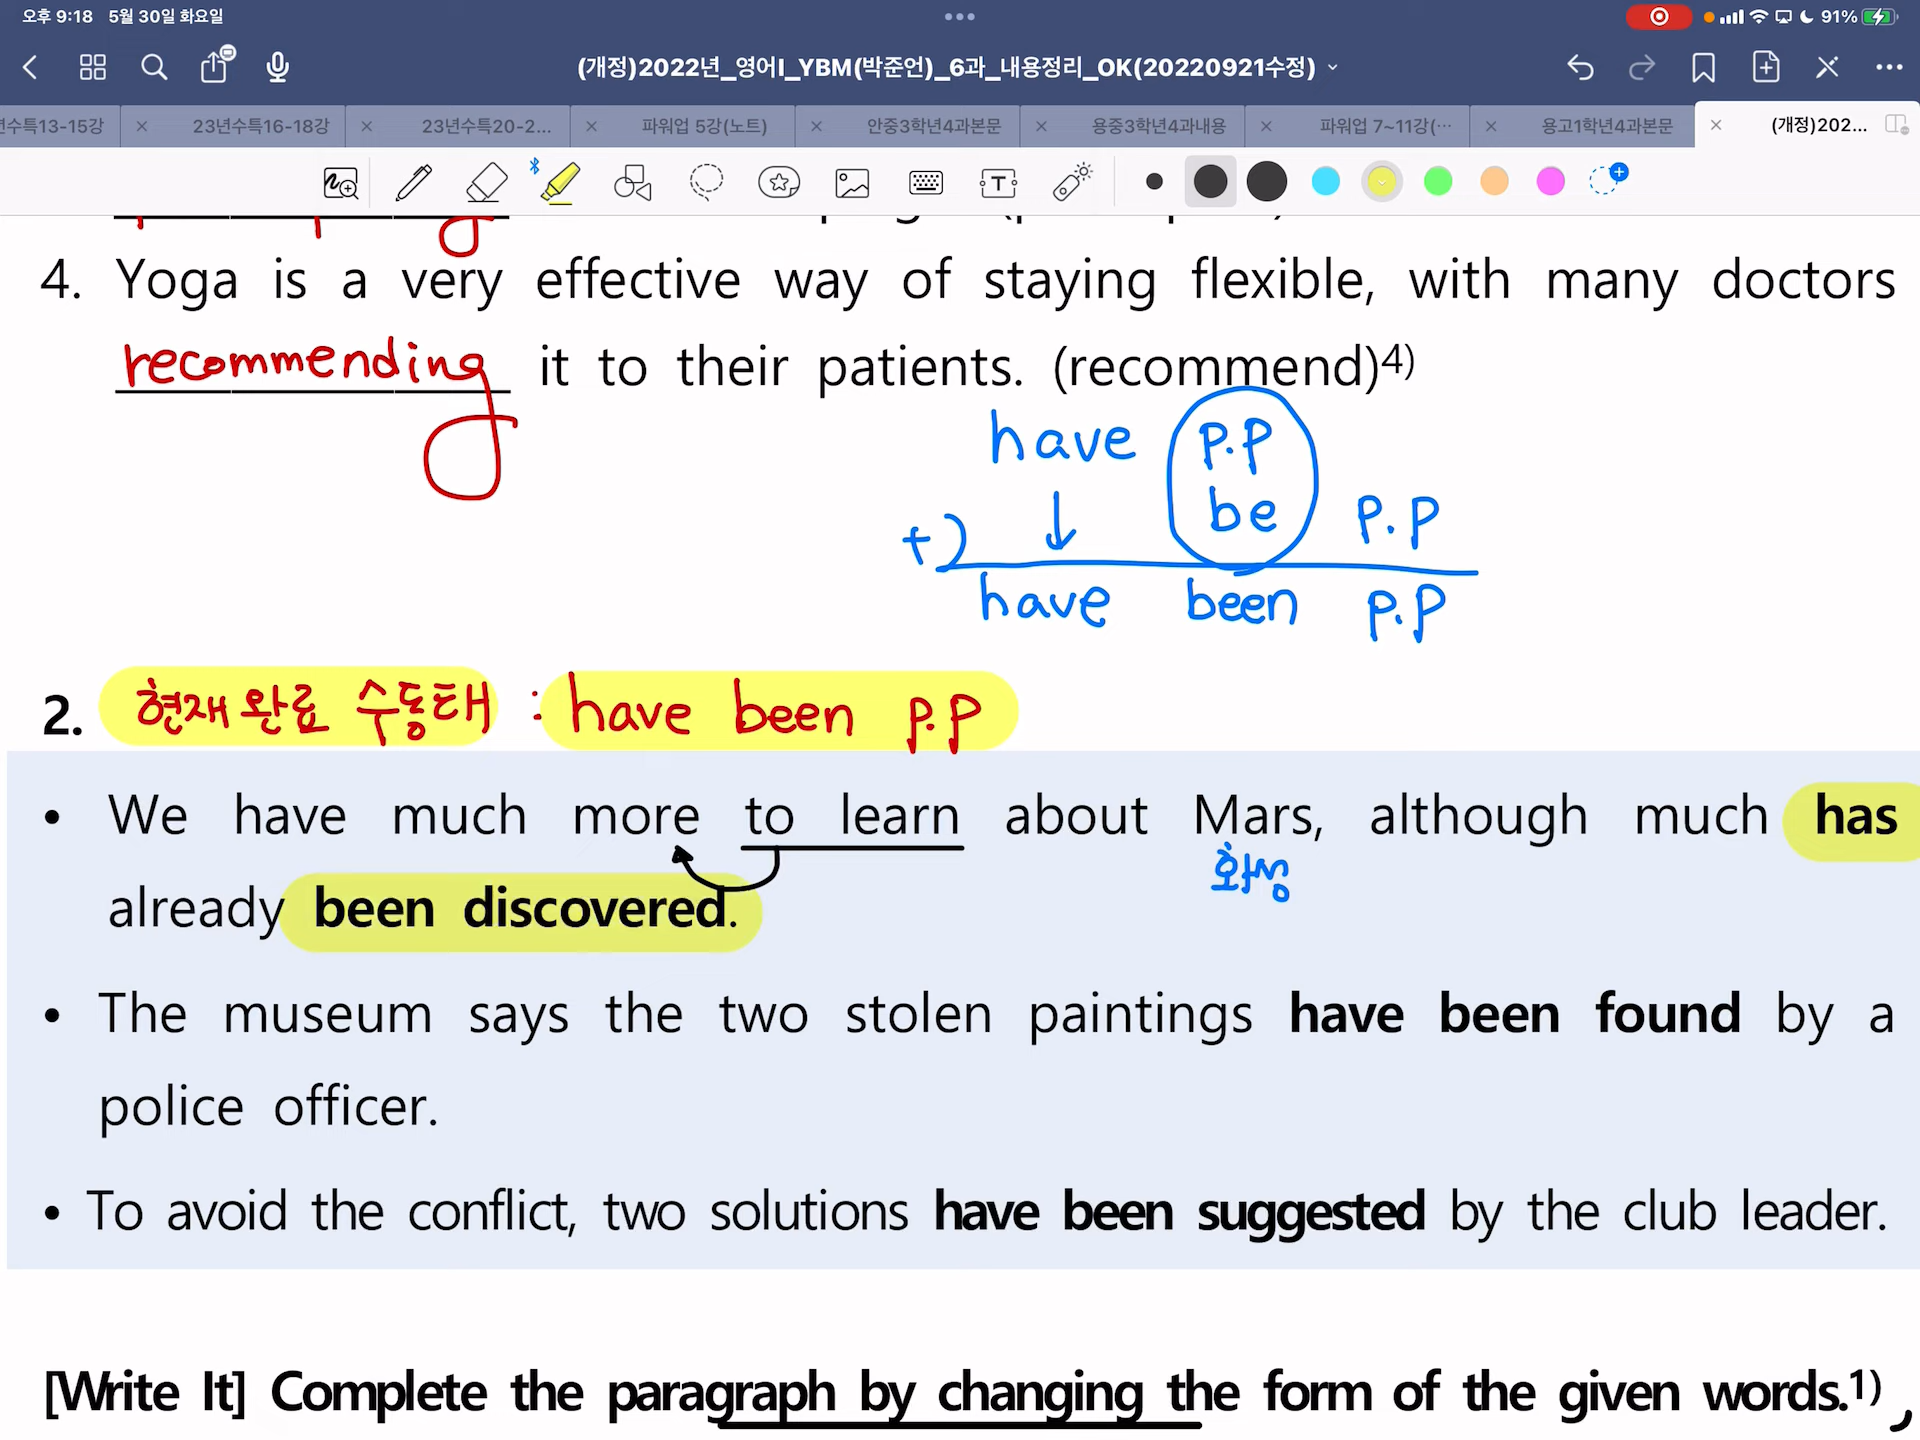 오후 9:18 5월 30일 화요일
91%
(개정)2022년_영어I_YBM(박준언)_6과_내용정리_OK(20220921수정)
년수특13-15강 23년수특16-18강 23년수특20-2... 파워업 5강(노트) 안중3학년4과본문 용중3학년4과내용 파워업 7~11강(… 용고1학년4과본문 (개정)202...
4. Yoga is a very effective way of staying flexible, with many doctors
recommending it to their patients. (recommend)4)
have p.p
+) be p.p
have been p.p
2. 현재완료 수동태 : have been p.p
• We have much more to learn about Mars, although much has
화성
already been discovered.
• The museum says the two stolen paintings have been found by a
police officer.
• To avoid the conflict, two solutions have been suggested by the club leader.
[Write It] Complete the paragraph by changing the form of the given words.1)